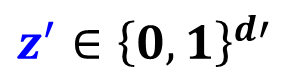 z′ ∈ {0, 1}^{d′}